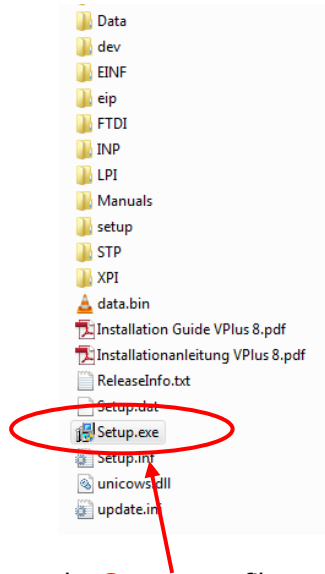 Data
dev
EINF
eip
FTDI
INP
LPI
Manuals
setup
STP
XPI
data.bin
Installation Guide VPlus 8.pdf
Installationanleitung VPlus 8.pdf
ReleaseInfo.txt
Setup.dat
Setup.exe
Setup.inf
unicows.dll
update.ini